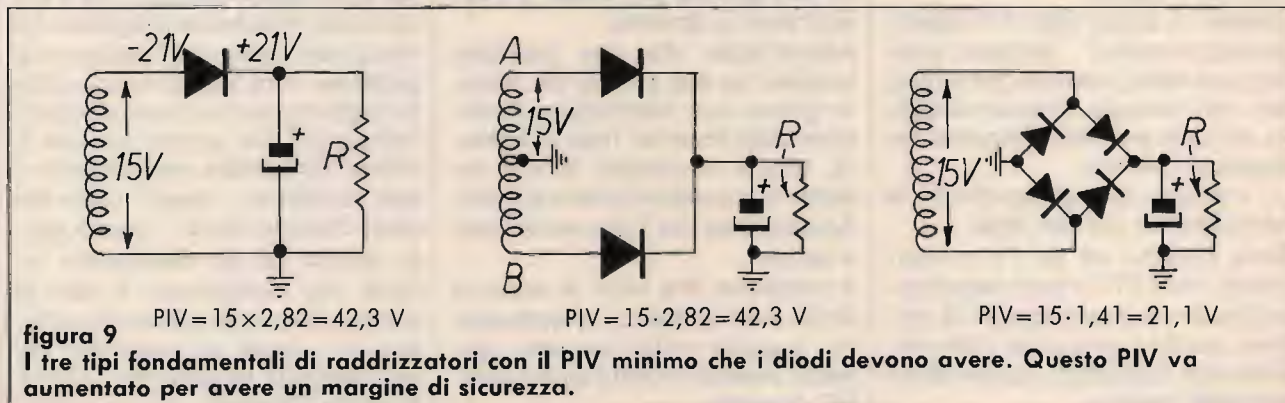 -21V +21V
15V
+
R
PIV=15×2,82=42,3 V
A
15V
B
+
R
PIV=15·2,82=42,3 V
15V
+
R
PIV=15·1,41=21,1 V
figura 9
I tre tipi fondamentali di raddrizzatori con il PIV minimo che i diodi devono avere. Questo PIV va
aumentato per avere un margine di sicurezza.